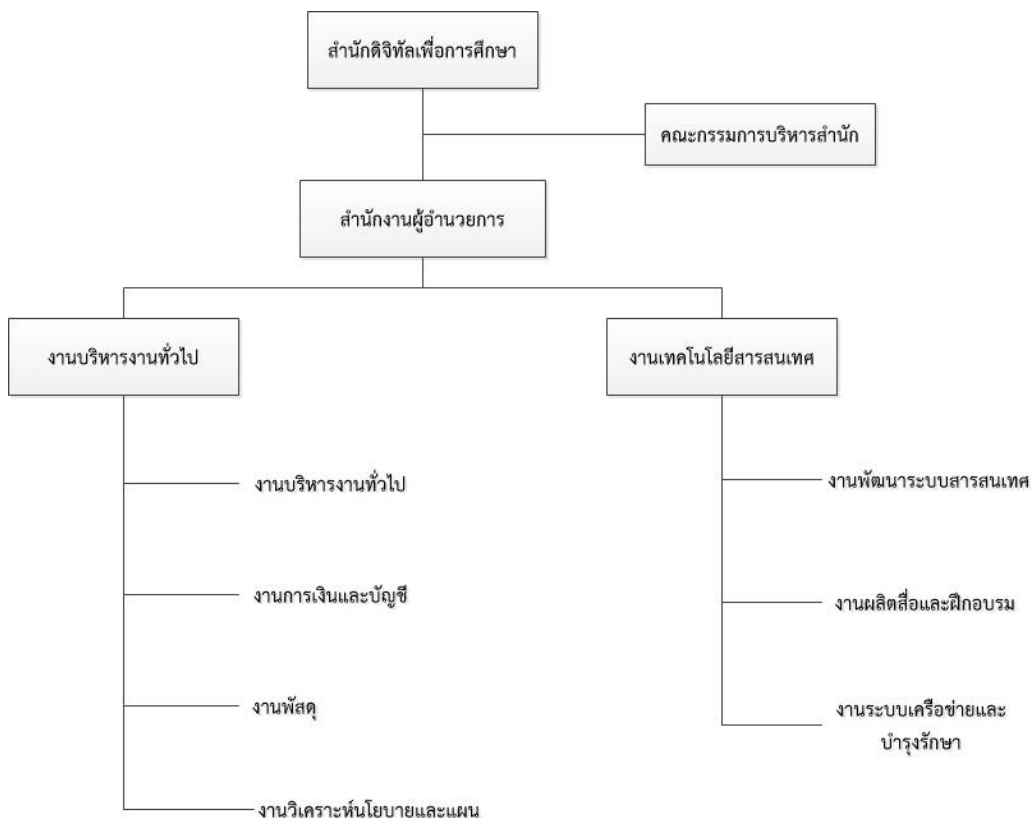 สำนักดิจิทัลเพื่อการศึกษา
คณะกรรมการบริหารสำนัก
สำนักงานผู้อำนวยการ
งานบริหารงานทั่วไป
งานเทคโนโลยีสารสนเทศ
งานบริหารงานทั่วไป
งานการเงินและบัญชี
งานพัสดุ
งานวิเคราะห์นโยบายและแผน
งานพัฒนาระบบสารสนเทศ
งานผลิตสื่อและฝึกอบรม
งานระบบเครือข่ายและ
บำรุงรักษา